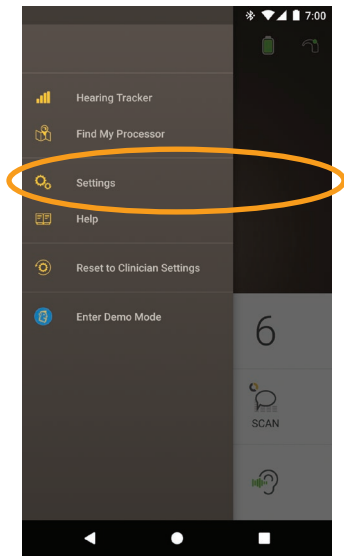 7:00
Hearing Tracker
Find My Processor
Settings
Help
Reset to Clinician Settings
Enter Demo Mode
6
SCAN